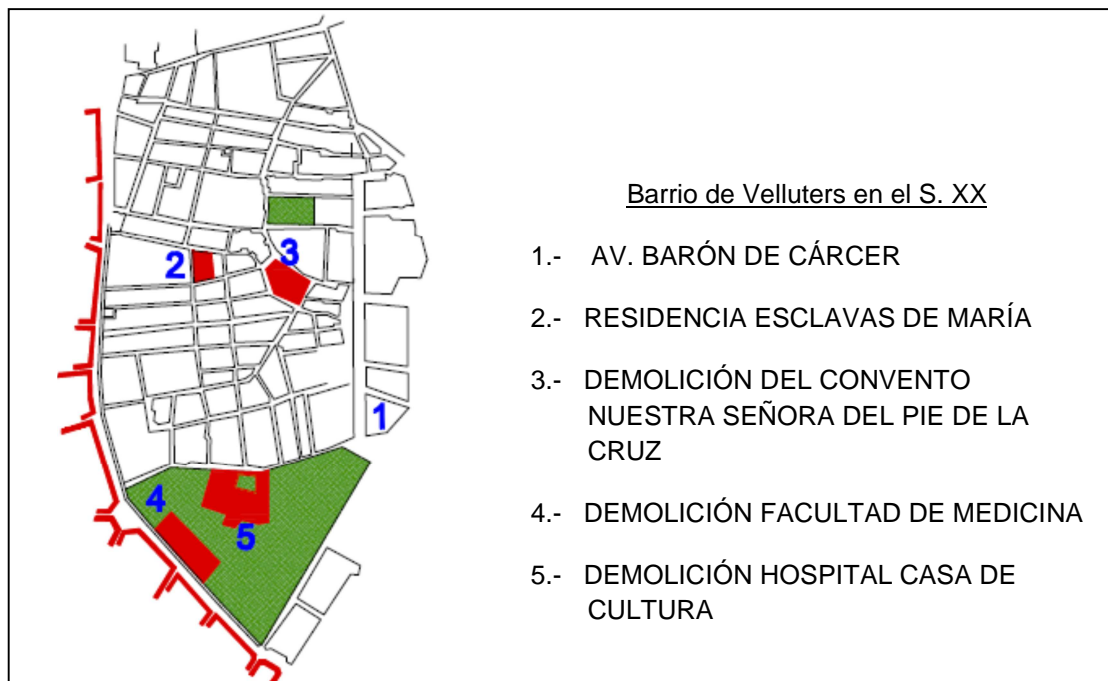 Barrio de Velluters en el S. XX
1.- AV. BARÓN DE CÁRCER
2.- RESIDENCIA ESCLAVAS DE MARÍA
3.- DEMOLICIÓN DEL CONVENTO
NUESTRA SEÑORA DEL PIE DE LA
CRUZ
4.- DEMOLICIÓN FACULTAD DE MEDICINA
5.- DEMOLICIÓN HOSPITAL CASA DE
CULTURA
3
2
1
4
5